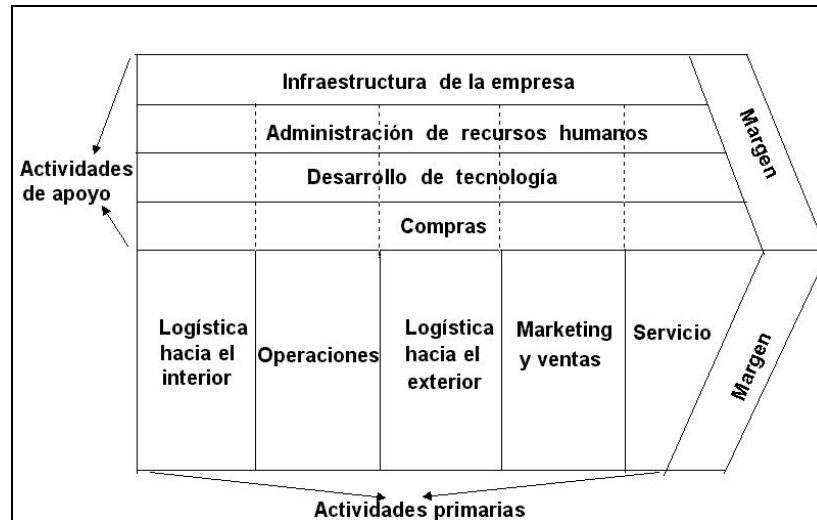 Infraestructura de la empresa
Administración de recursos humanos
Desarrollo de tecnología
Compras
Actividades
de apoyo
Margen
Logística
hacia el
interior
Operaciones
Logística
hacia el
exterior
Marketing
y ventas
Servicio
Margen
Actividades primarias